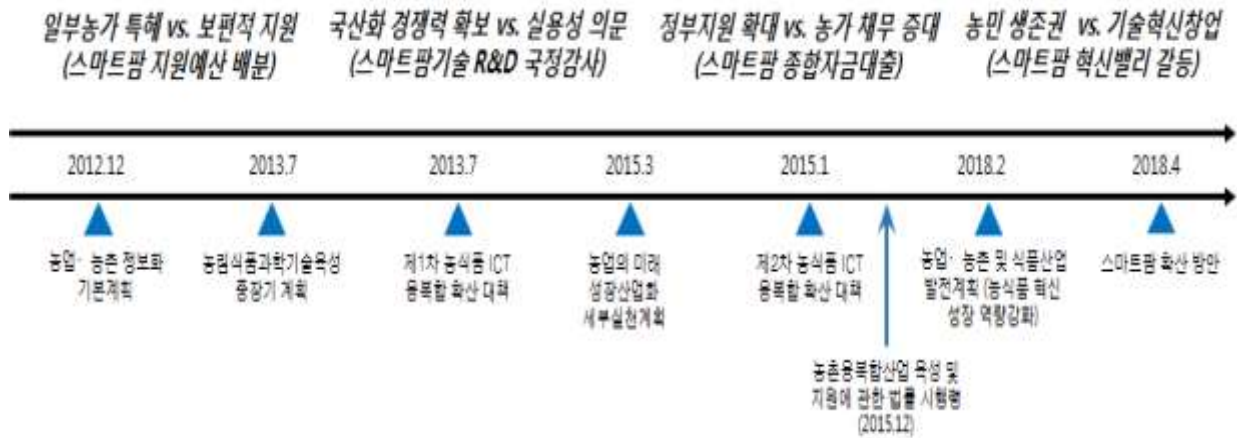 일부농가 특혜 vs. 보편적 지원
(스마트팜 지원예산 배분)
국산화 경쟁력 확보 vs. 실용성 의문
(스마트팜기술 R&D 국정감사)
정부지원 확대 vs. 농가 채무 증대
(스마트팜 종합자금대출)
농민 생존권 vs. 기술혁신창업
(스마트팜 혁신밸리 갈등)
2012.12
2013.7
2013.7
2015.3
2015.1
2018.2
2018.4
농업· 농촌 정보화
기본계획
농림식품과학기술육성
중장기 계획
제1차 농식품 ICT
융복합 확산 대책
농업의 미래
성장산업화
세부실천계획
제2차 농식품 ICT
융복합 확산 대책
농업· 농촌 및 식품산업
발전계획 (농식품 혁신
성장 역량강화)
스마트팜 확산 방안
농촌융복합산업 육성 및
지원에 관한 법률 시행령
(2015.12)